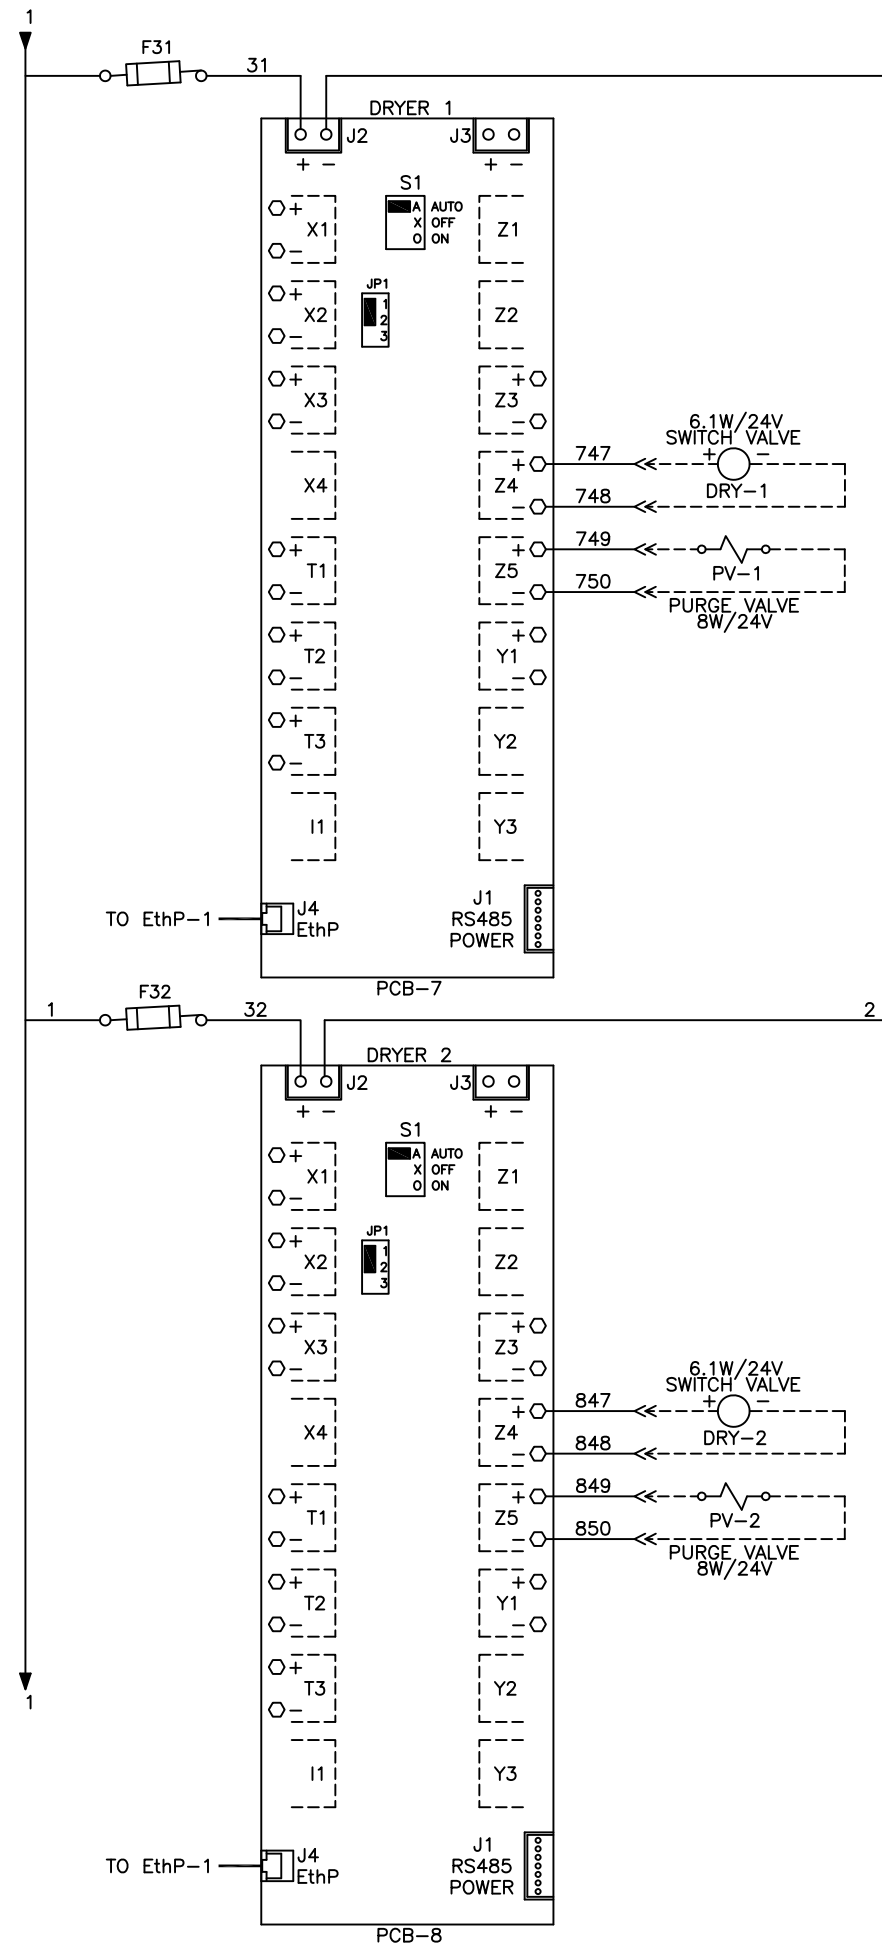 1
F31
31
DRYER 1
J2
J3
+ −
+ −
S1
A AUTO
X OFF
O ON
+
X1
−
Z1
JP1
1
2
3
+
X2
−
Z2
+
X3
−
+
Z3
−
6.1W/24V
SWITCH VALVE
+ −
DRY−1
X4
+
Z4
−
747
748
+
T1
−
+
Z5
−
749
750
PV−1
PURGE VALVE
8W/24V
+
T2
−
+
Y1
−
+
T3
−
Y2
I1
Y3
TO EthP−1
J4
EthP
J1
RS485
POWER
PCB−7
1
F32
32
2
DRYER 2
J2
J3
+ −
+ −
S1
A AUTO
X OFF
O ON
+
X1
−
Z1
JP1
1
2
3
+
X2
−
Z2
+
X3
−
+
Z3
−
6.1W/24V
SWITCH VALVE
+ −
DRY−2
X4
+
Z4
−
847
848
+
T1
−
+
Z5
−
849
850
PV−2
PURGE VALVE
8W/24V
+
T2
−
+
Y1
−
+
T3
−
Y2
1
I1
Y3
TO EthP−1
J4
EthP
J1
RS485
POWER
PCB−8